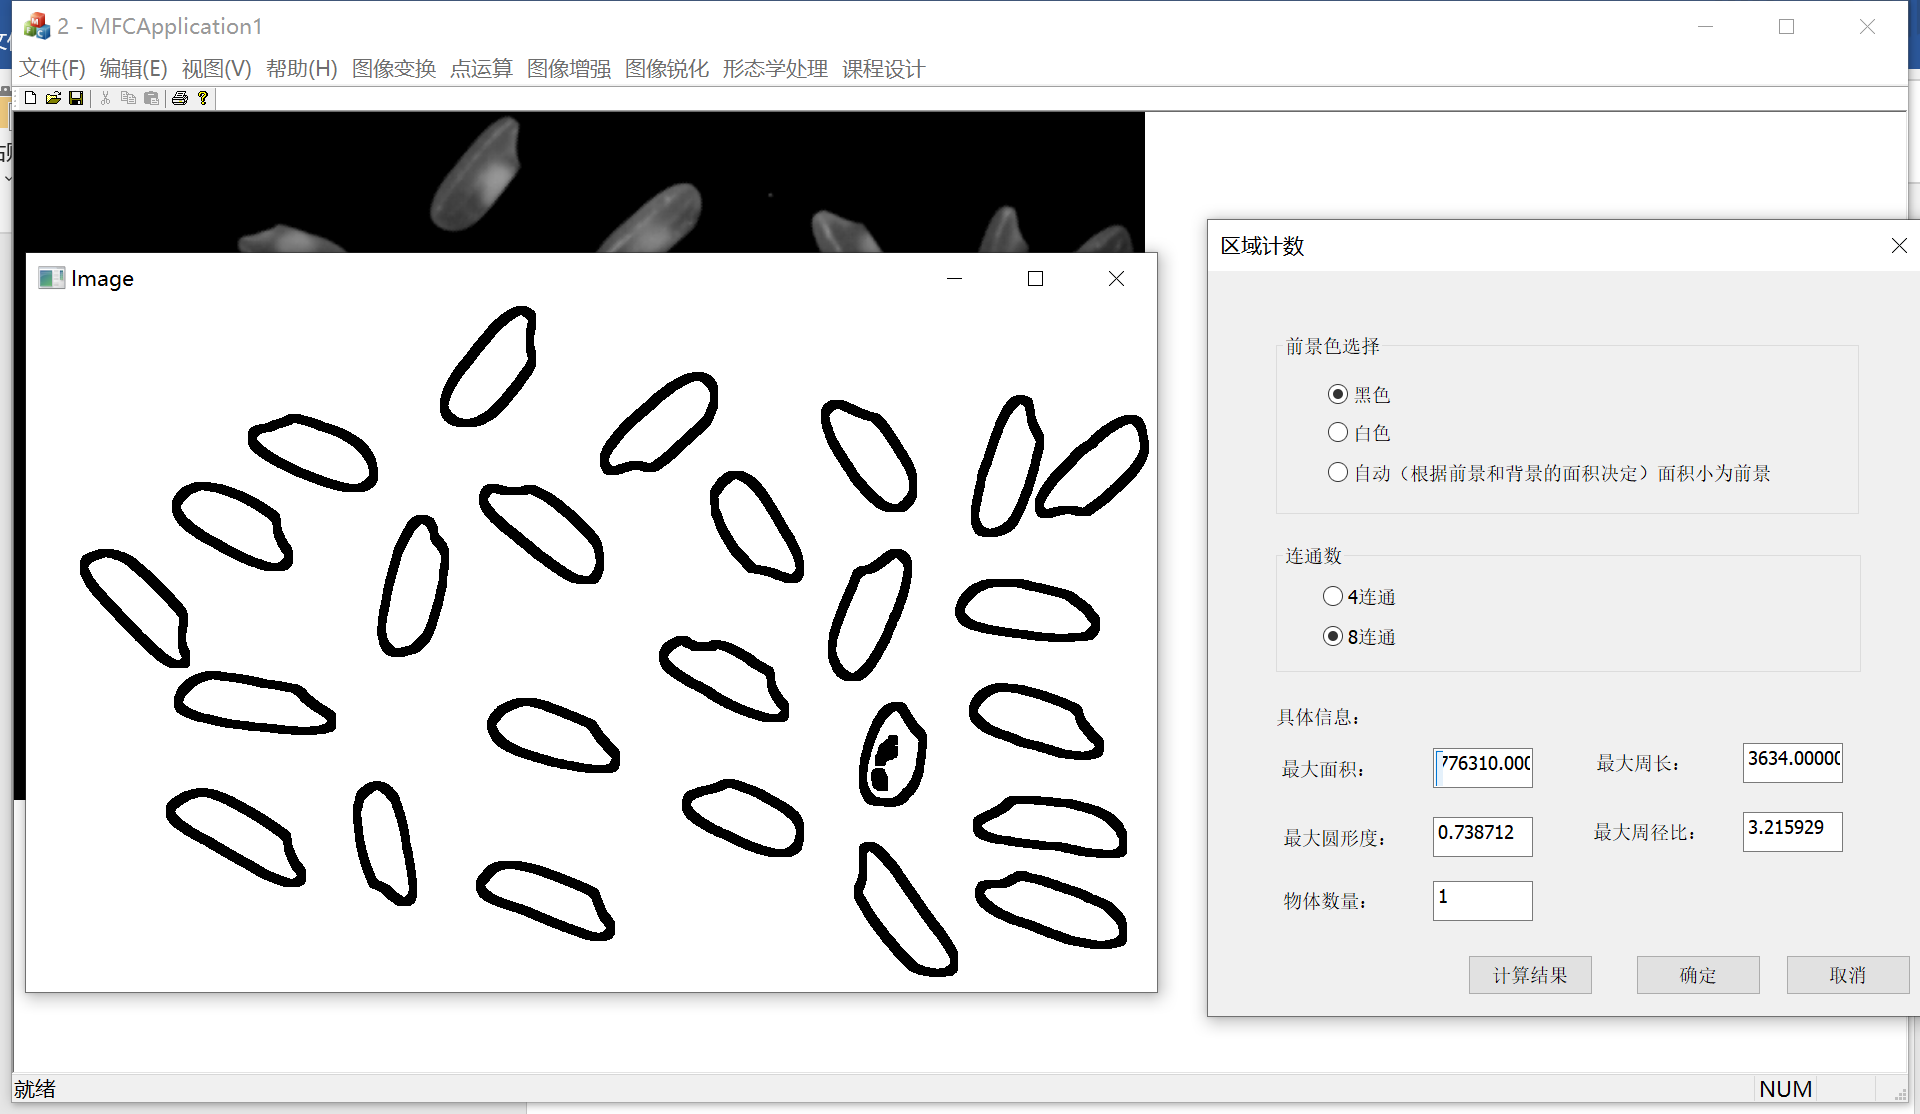 2 - MFCApplication1
文件(F) 编辑(E) 视图(V) 帮助(H) 图像变换 点运算 图像增强 图像锐化 形态学处理 课程设计
Image
区域计数
前景色选择
黑色
白色
自动（根据前景和背景的面积决定）面积小为前景
连通数
4连通
8连通
具体信息：
最大面积： 776310.000 最大周长： 3634.00000
最大圆形度： 0.738712 最大周径比： 3.215929
物体数量： 1
计算结果 确定 取消
就绪 NUM